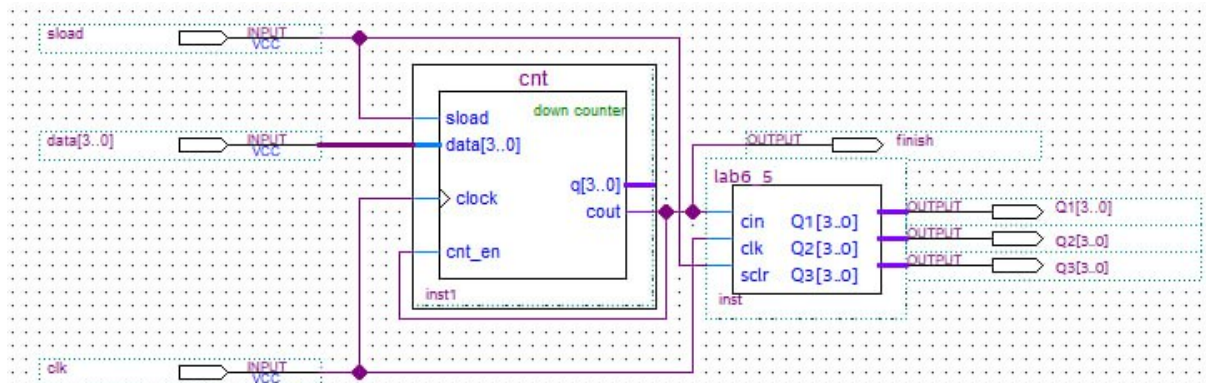 sload
INPUT
VCC
cnt
down counter
sload
data[3..0]
INPUT
VCC
data[3..0]
OUTPUT
finish
lab6_5
clock
q[3..0]
cout
cin
Q1[3..0]
OUTPUT
Q1[3..0]
clk
Q2[3..0]
OUTPUT
Q2[3..0]
cnt_en
sclr
Q3[3..0]
OUTPUT
Q3[3..0]
inst1
inst
clk
INPUT
VCC